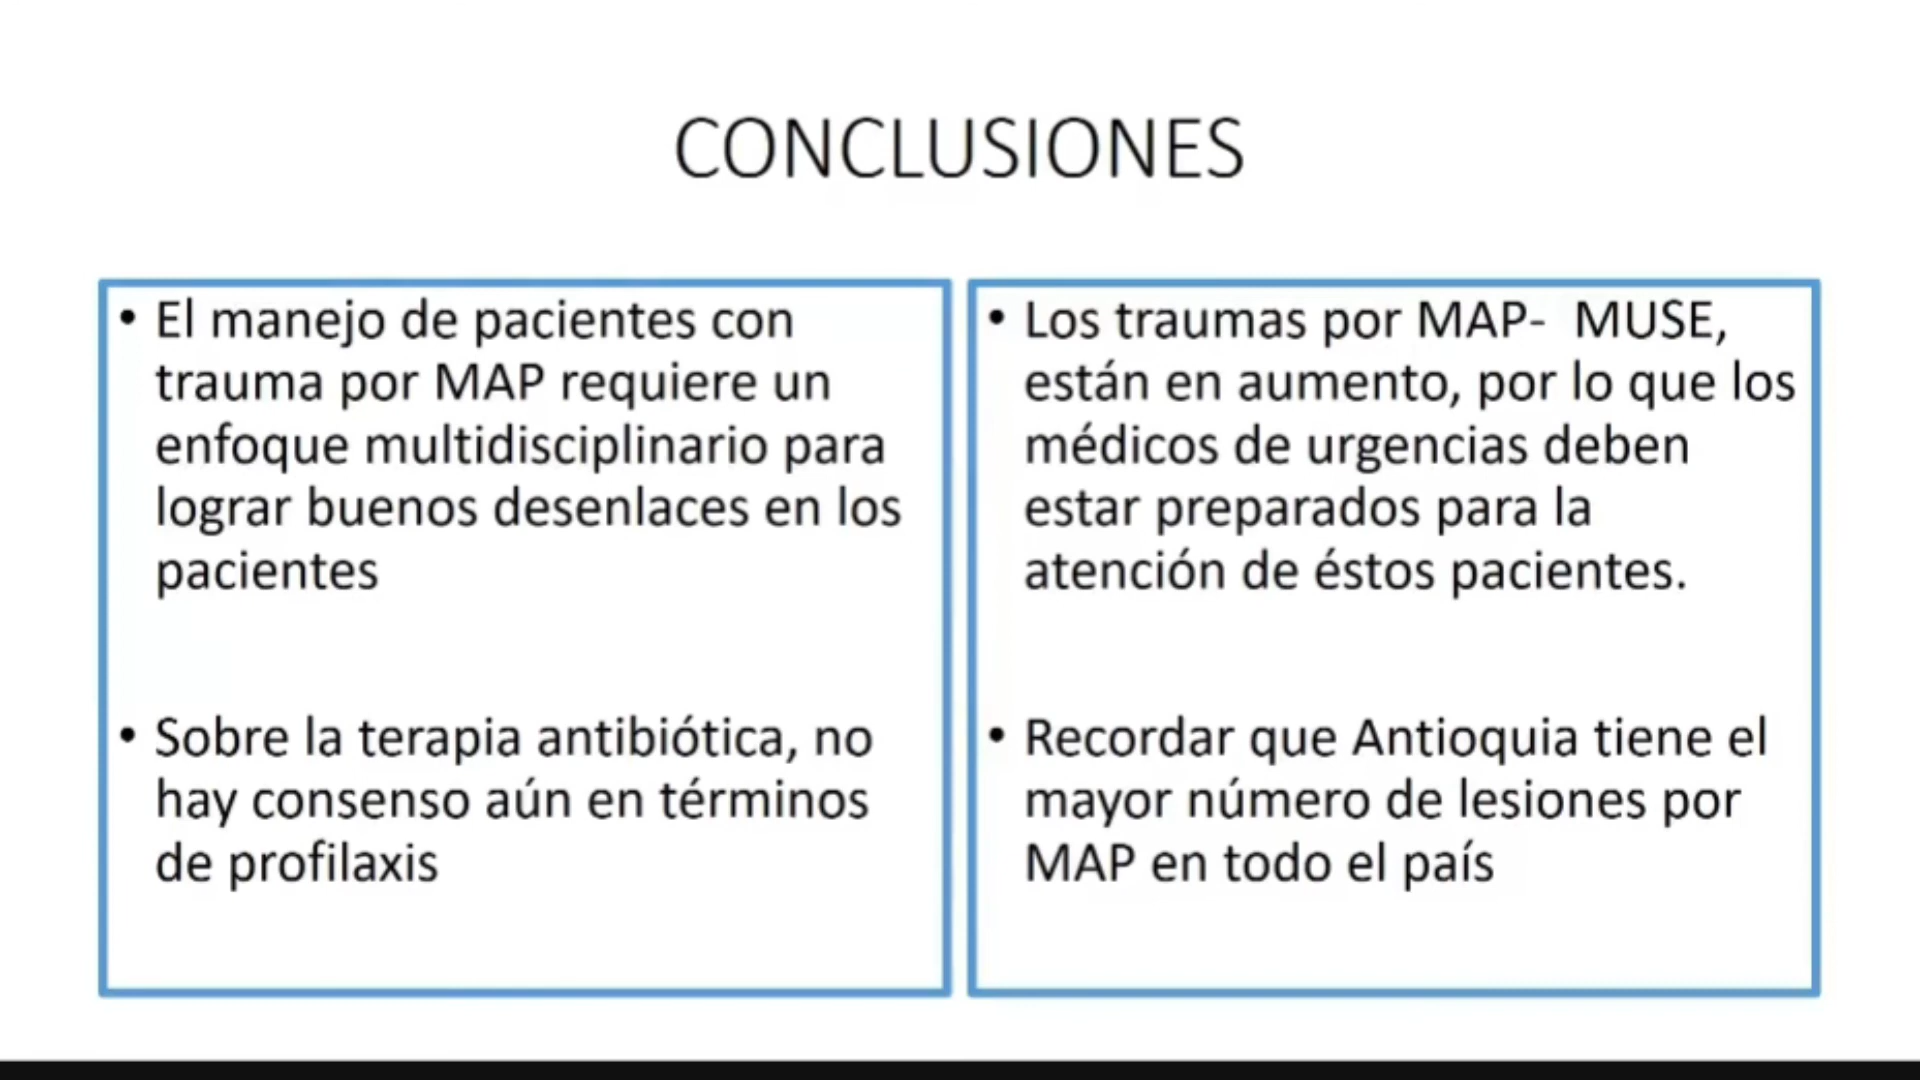 CONCLUSIONES
• El manejo de pacientes con
trauma por MAP requiere un
enfoque multidisciplinario para
lograr buenos desenlaces en los
pacientes
• Sobre la terapia antibiótica, no
hay consenso aún en términos
de profilaxis
• Los traumas por MAP- MUSE,
están en aumento, por lo que los
médicos de urgencias deben
estar preparados para la
atención de éstos pacientes.
• Recordar que Antioquia tiene el
mayor número de lesiones por
MAP en todo el país